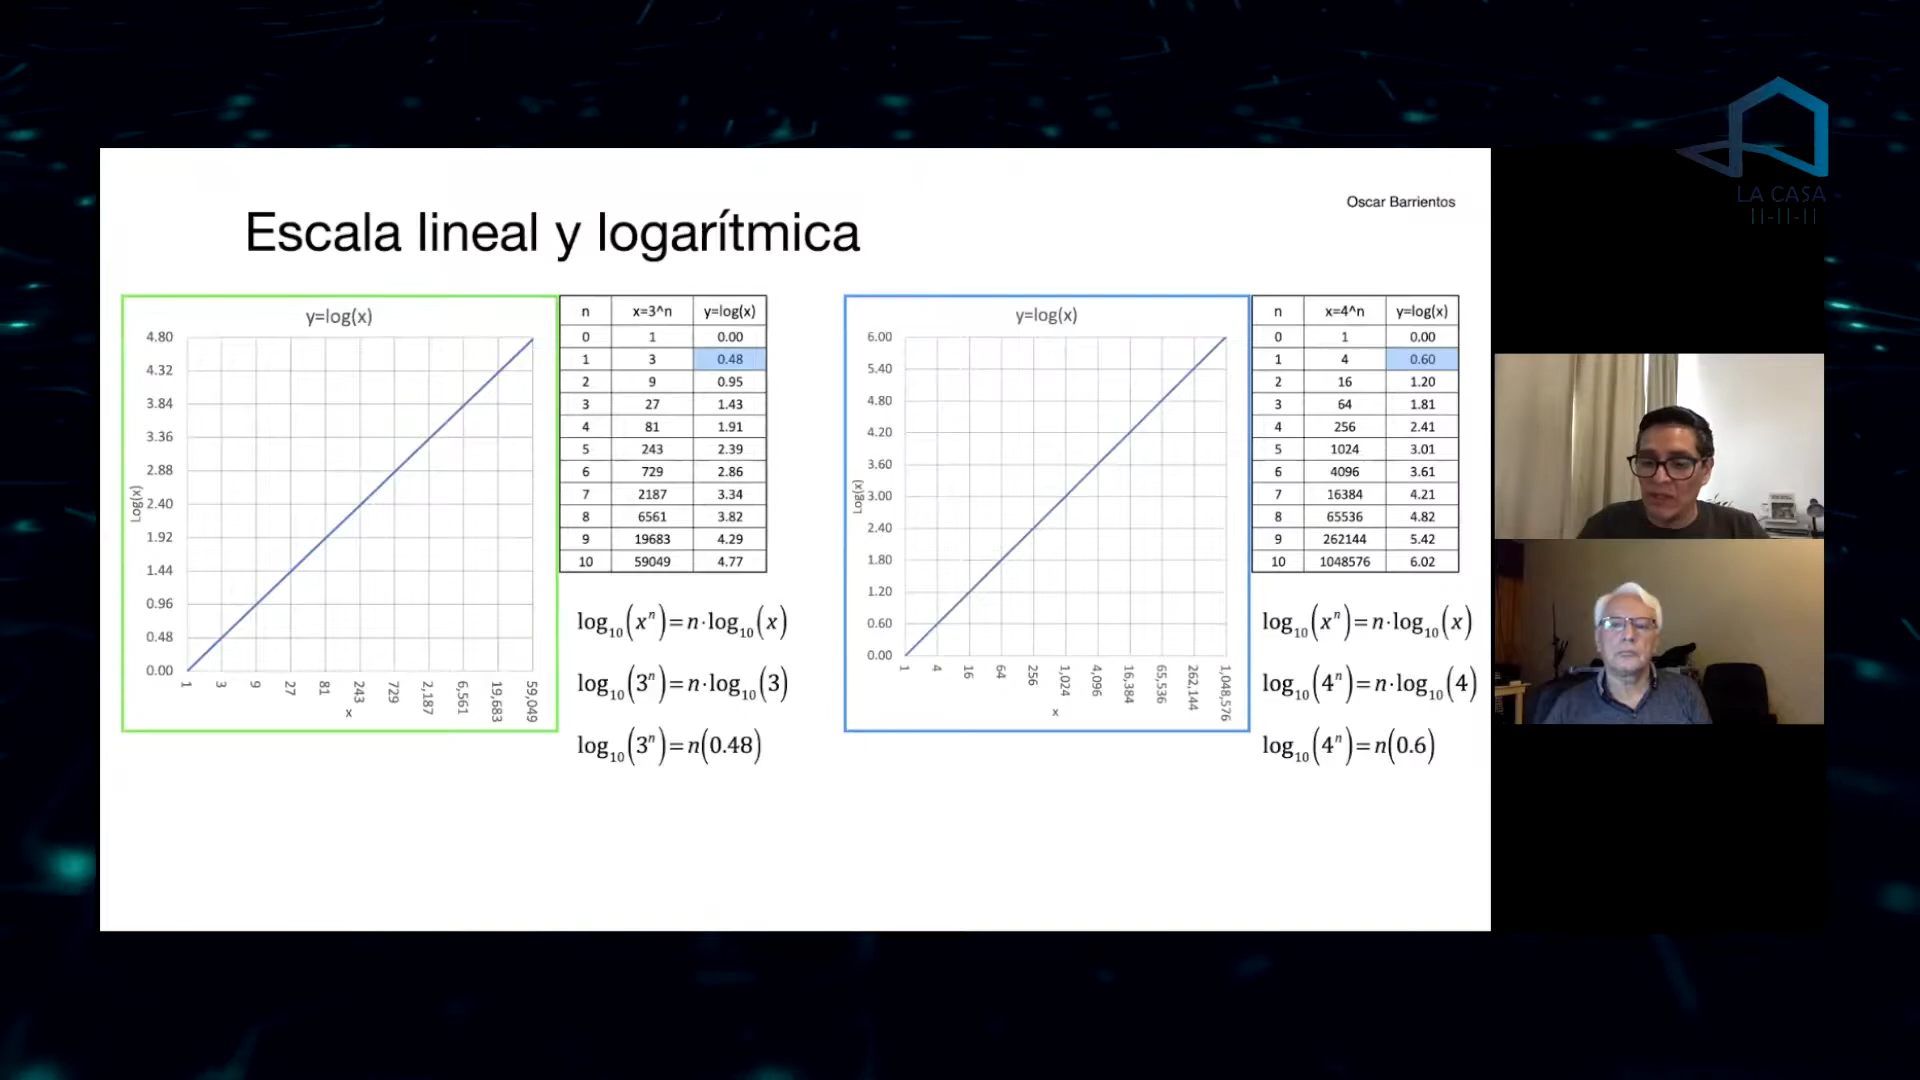 LA CASA
II-II-II
Oscar Barrientos
Escala lineal y logarítmica
y=log(x)
4.80
4.32
3.84
3.36
2.88
2.40
1.92
1.44
0.96
0.48
0.00
Log(x)
1 3 9 27 81 243 729 2,187 6,561 19,683 59,049
x
n x=3^n y=log(x)
0 1 0.00
1 3 0.48
2 9 0.95
3 27 1.43
4 81 1.91
5 243 2.39
6 729 2.86
7 2187 3.34
8 6561 3.82
9 19683 4.29
10 59049 4.77
log₁₀(xⁿ)=n·log₁₀(x)
log₁₀(3ⁿ)=n·log₁₀(3)
log₁₀(3ⁿ)=n(0.48)
y=log(x)
6.00
5.40
4.80
4.20
3.60
3.00
2.40
1.80
1.20
0.60
0.00
Log(x)
1 4 16 64 256 1,024 4,096 16,384 65,536 262,144 1,048,576
x
n x=4^n y=log(x)
0 1 0.00
1 4 0.60
2 16 1.20
3 64 1.81
4 256 2.41
5 1024 3.01
6 4096 3.61
7 16384 4.21
8 65536 4.82
9 262144 5.42
10 1048576 6.02
log₁₀(xⁿ)=n·log₁₀(x)
log₁₀(4ⁿ)=n·log₁₀(4)
log₁₀(4ⁿ)=n(0.6)